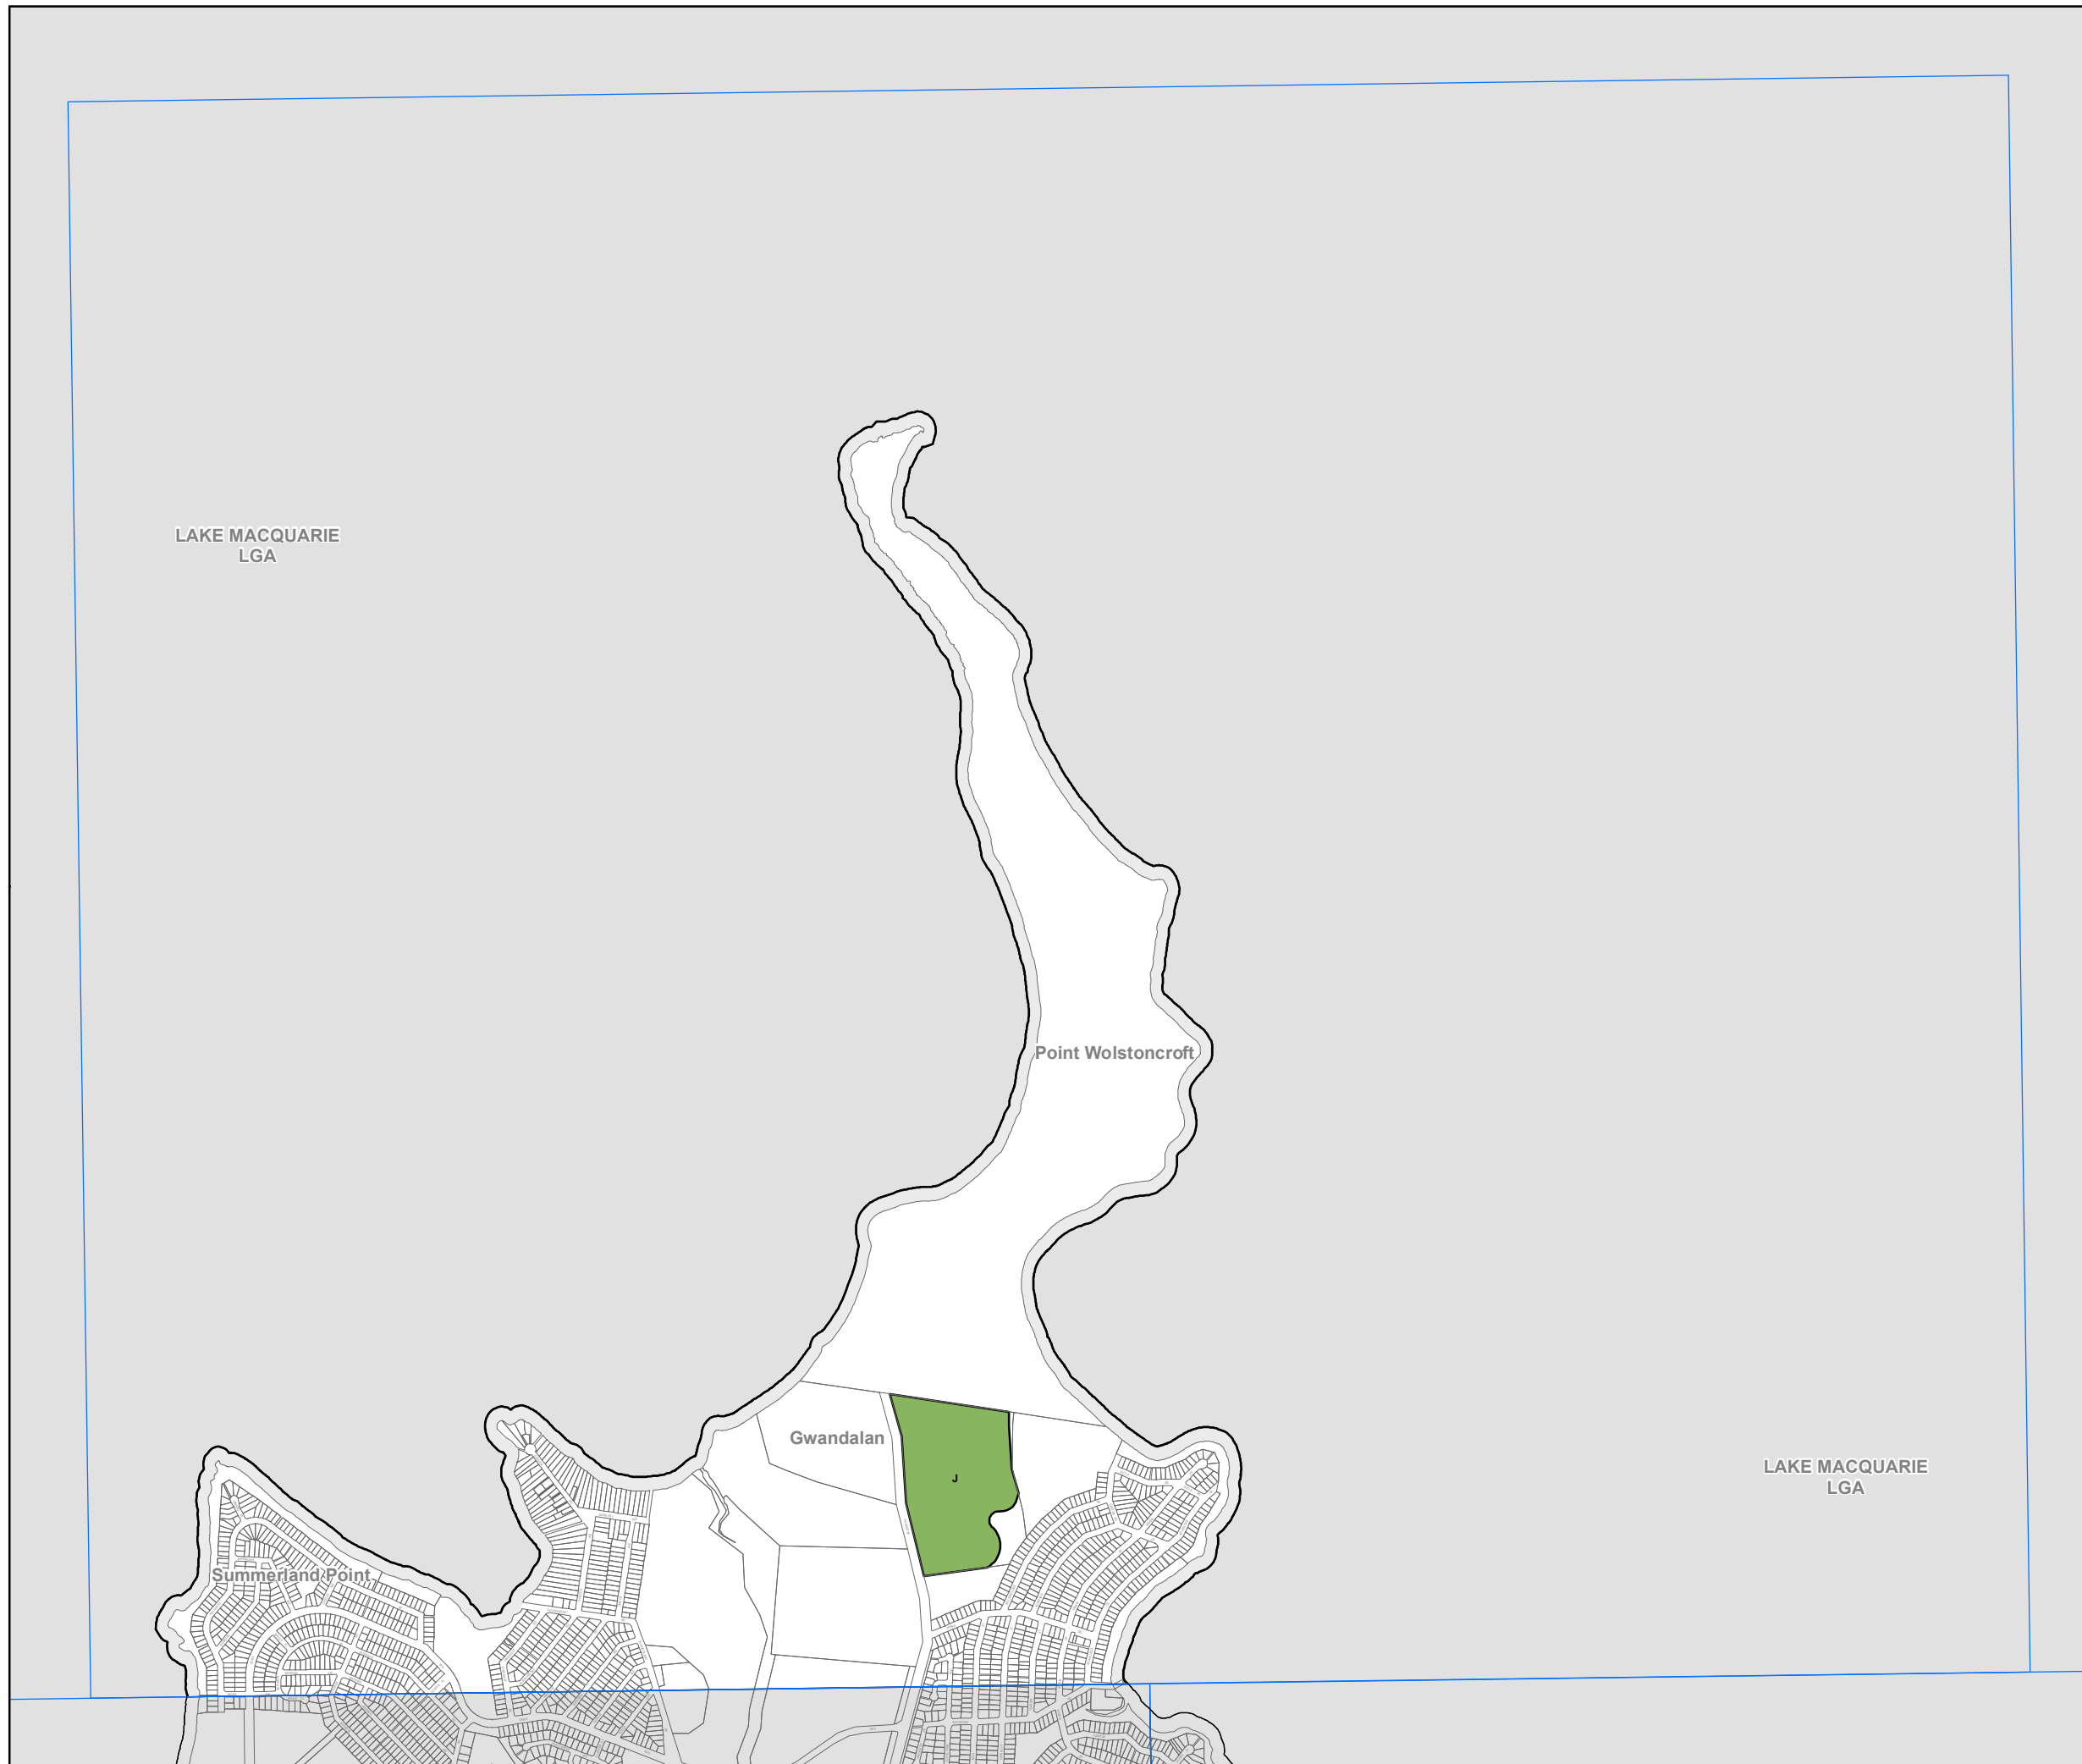 LAKE MACQUARIE
LGA
Point Wolstoncroft
Gwandalan
LAKE MACQUARIE
LGA
J
Summerland Point